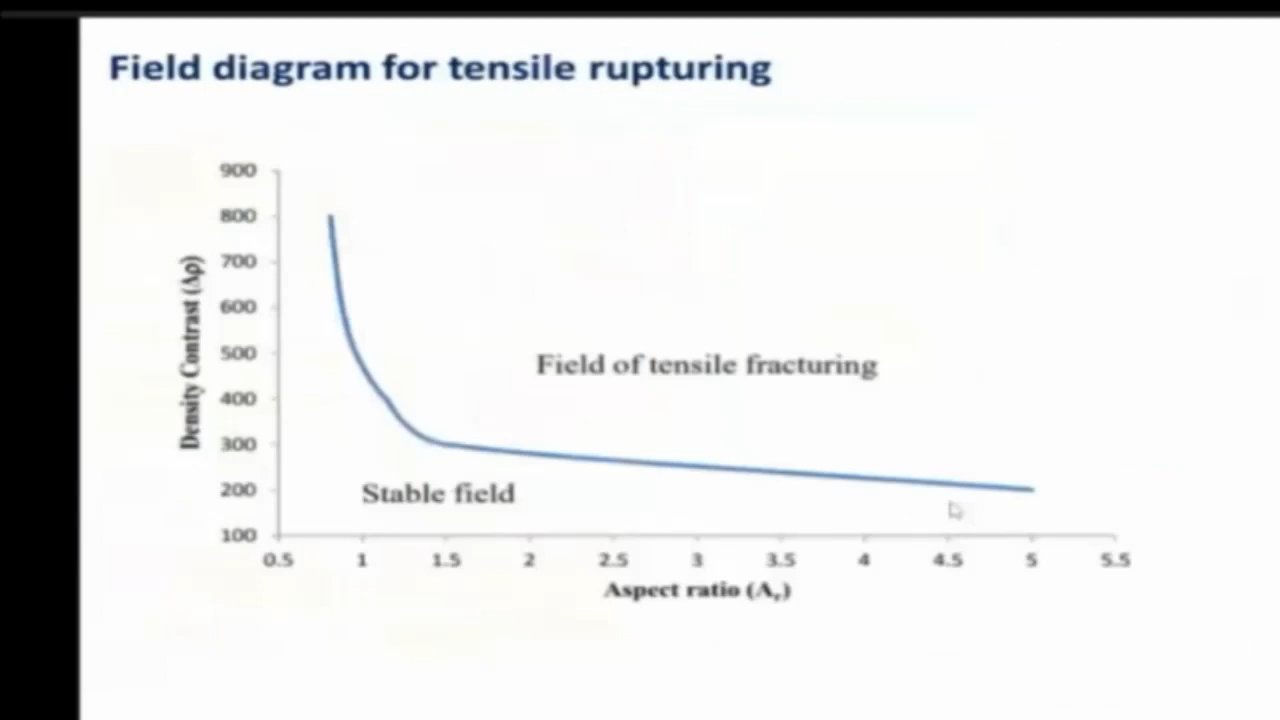 Field diagram for tensile rupturing
900
800
700
600
500
400
300
200
100
Density Contrast (Δρ)
Field of tensile fracturing
Stable field
0.5 1 1.5 2 2.5 3 3.5 4 4.5 5 5.5
Aspect ratio (Ar)